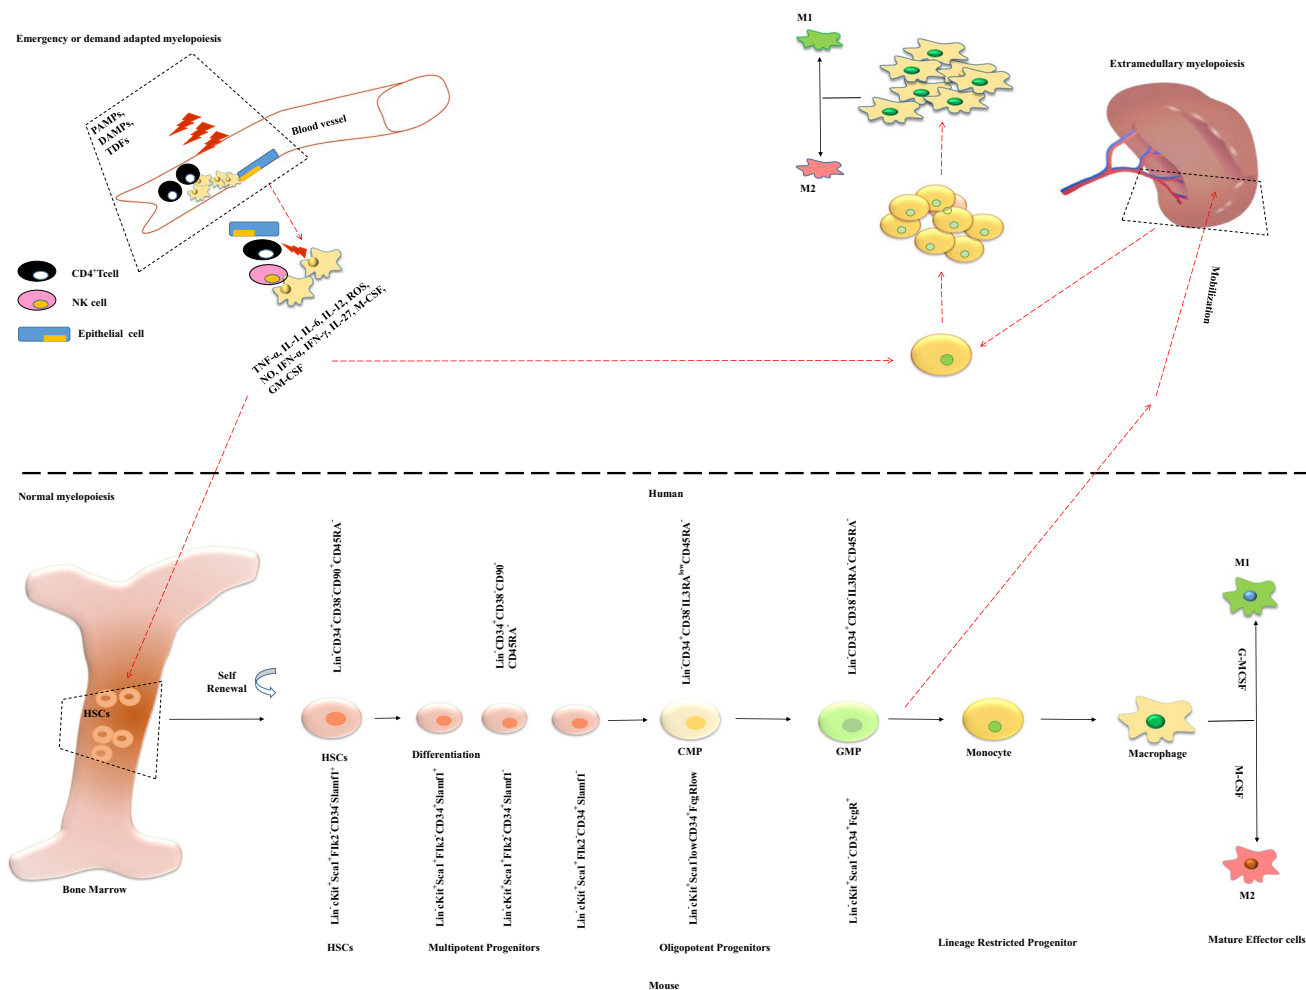 Emergency or demand adapted myelopoiesis
PAMPs,
DAMPs,
TDFs
Blood vessel
CD4+Tcell
NK cell
Epithelial cell
TNF-α, IL-1, IL-6, IL-12, ROS,
NO, IFN-α, IFN-γ, IL-27, M-CSF,
GM-CSF
M1
M2
Extramedullary myelopoiesis
Mobilization
Normal myelopoiesis
Human
HSCs
Bone Marrow
Self
Renewal
Lin-CD34+CD38-CD90+CD45RA-
Lin-CD34+CD38-CD90-
CD45RA-
Lin-CD34+CD38-IL3RAlowCD45RA-
Lin-CD34+CD38-IL3RA-CD45RA-
HSCs
Differentiation
CMP
GMP
Monocyte
Macrophage
M1
G-MCSF
M-CSF
M2
Lin-cKit+Sca1+Flk2-CD34-Slamf1+
Lin-cKit+Sca1+Flk2-CD34+Slamf1+
Lin-cKit+Sca1+Flk2-CD34+Slamf1-
Lin-cKit+Sca1+Flk2-CD34+Slamf1-
Lin-cKit+Sca1-lowCD34+FcgRlow
Lin-cKit+Sca1-CD34+FcgR+
HSCs
Multipotent Progenitors
Oligopotent Progenitors
Lineage Restricted Progenitor
Mature Effector cells
Mouse